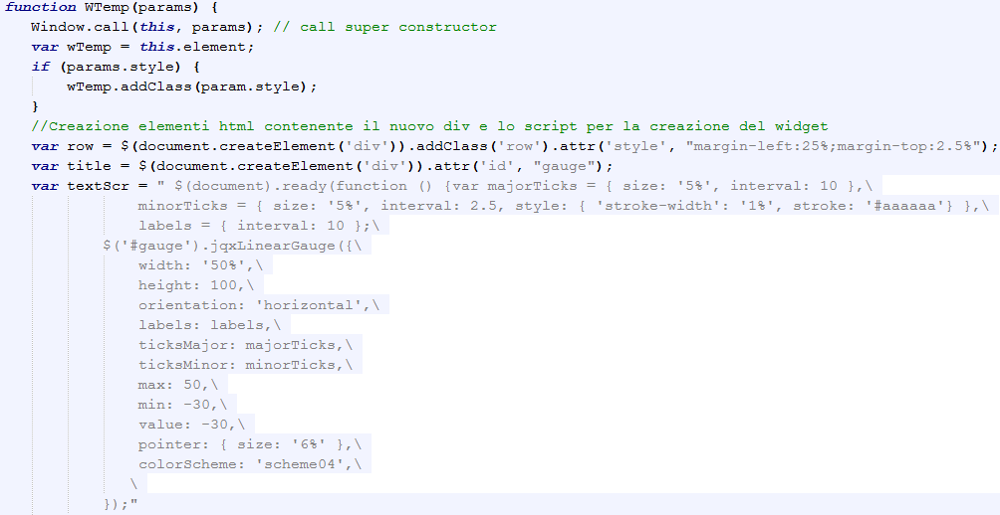 function WTemp(params) {
Window.call(this, params); // call super constructor
var wTemp = this.element;
if (params.style) {
wTemp.addClass(param.style);
}
//Creazione elementi html contenente il nuovo div e lo script per la creazione del widget
var row = $(document.createElement('div')).addClass('row').attr('style', "margin-left:25%;margin-top:2.5%");
var title = $(document.createElement('div')).attr('id', "gauge");
var textScr = " $(document).ready(function () {var majorTicks = { size: '5%', interval: 10 },\
minorTicks = { size: '5%', interval: 2.5, style: { 'stroke-width': '1%', stroke: '#aaaaaa'} },\
labels = { interval: 10 };\
$('#gauge').jqxLinearGauge({\
width: '50%',\
height: 100,\
orientation: 'horizontal',\
labels: labels,\
ticksMajor: majorTicks,\
ticksMinor: minorTicks,\
max: 50,\
min: -30,\
value: -30,\
pointer: { size: '6%' },\
colorScheme: 'scheme04',\
\
});"